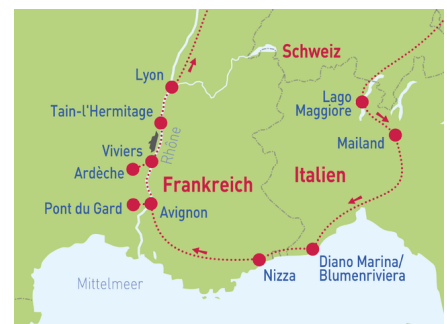 Schweiz
Lyon
Lago
Maggiore
Tain-l'Hermitage
Mailand
Rhône
Viviers
Ardèche
Frankreich
Italien
Pont du Gard
Avignon
Mittelmeer
Nizza
Diano Marina/
Blumenriviera